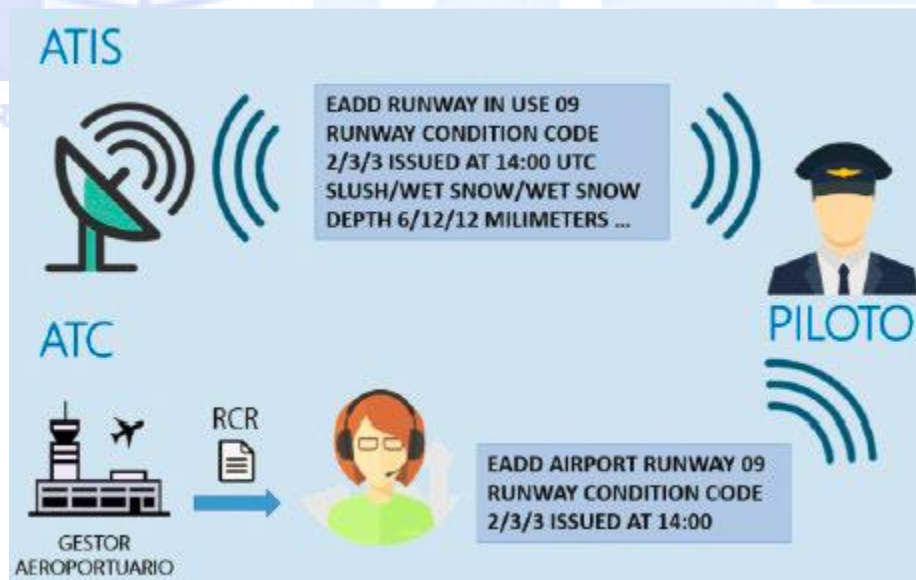 ATIS
EADD RUNWAY IN USE 09
RUNWAY CONDITION CODE
2/3/3 ISSUED AT 14:00 UTC
SLUSH/WET SNOW/WET SNOW
DEPTH 6/12/12 MILIMETERS ...
PILOTO
ATC
RCR
GESTOR
AEROPORTUARIO
EADD AIRPORT RUNWAY 09
RUNWAY CONDITION CODE
2/3/3 ISSUED AT 14:00